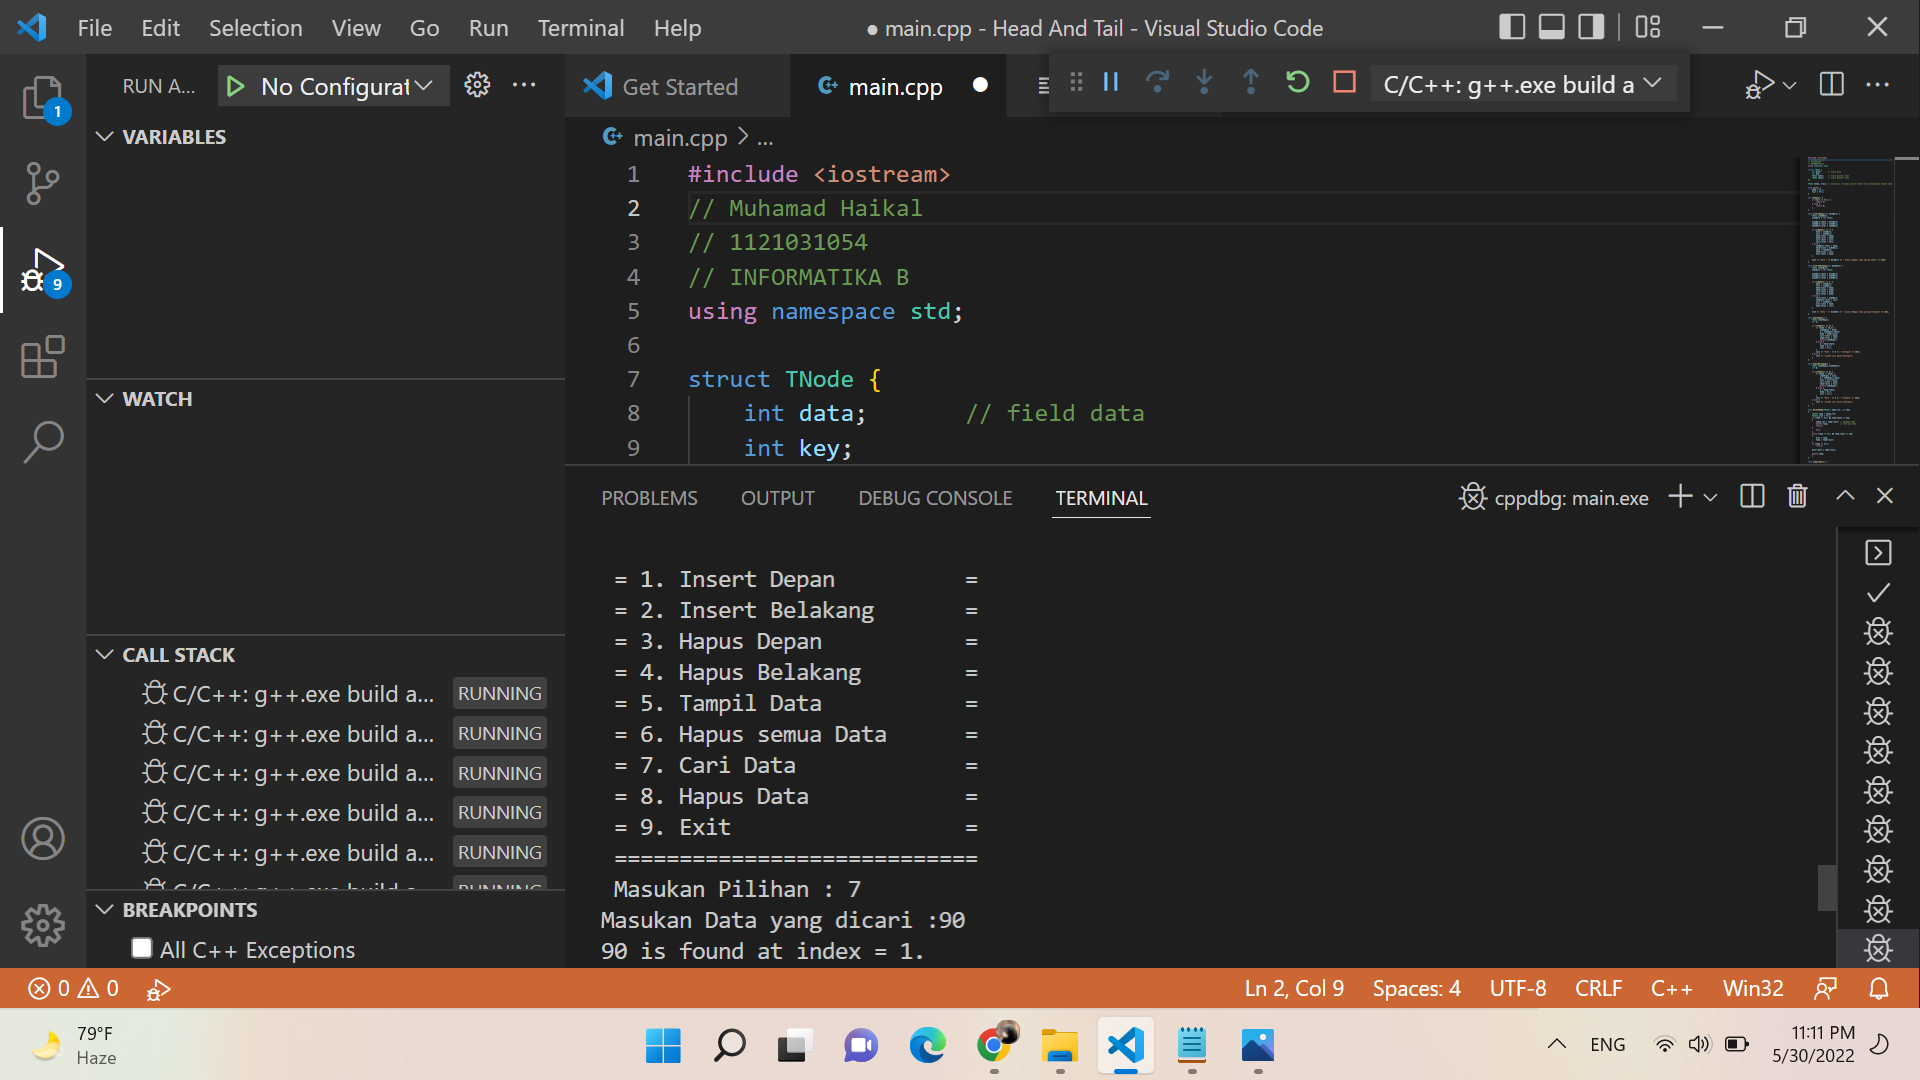 File Edit Selection View Go Run Terminal Help
● main.cpp - Head And Tail - Visual Studio Code
RUN A... No Configurat ...
Get Started
main.cpp ●
C/C++: g++.exe build a
1
9
VARIABLES
WATCH
CALL STACK
C/C++: g++.exe build a... RUNNING
C/C++: g++.exe build a... RUNNING
C/C++: g++.exe build a... RUNNING
C/C++: g++.exe build a... RUNNING
C/C++: g++.exe build a... RUNNING
C/C++: g++.exe build a... RUNNING
BREAKPOINTS
All C++ Exceptions
main.cpp > ...
1 #include <iostream>
2 // Muhamad Haikal
3 // 1121031054
4 // INFORMATIKA B
5 using namespace std;
6
7 struct TNode {
8 int data; // field data
9 int key;
PROBLEMS OUTPUT DEBUG CONSOLE TERMINAL
cppdbg: main.exe
= 1. Insert Depan =
= 2. Insert Belakang =
= 3. Hapus Depan =
= 4. Hapus Belakang =
= 5. Tampil Data =
= 6. Hapus semua Data =
= 7. Cari Data =
= 8. Hapus Data =
= 9. Exit =
============================
Masukan Pilihan : 7
Masukan Data yang dicari :90
90 is found at index = 1.
0 0
Ln 2, Col 9 Spaces: 4 UTF-8 CRLF C++ Win32
79°F
Haze
ENG
11:11 PM
5/30/2022